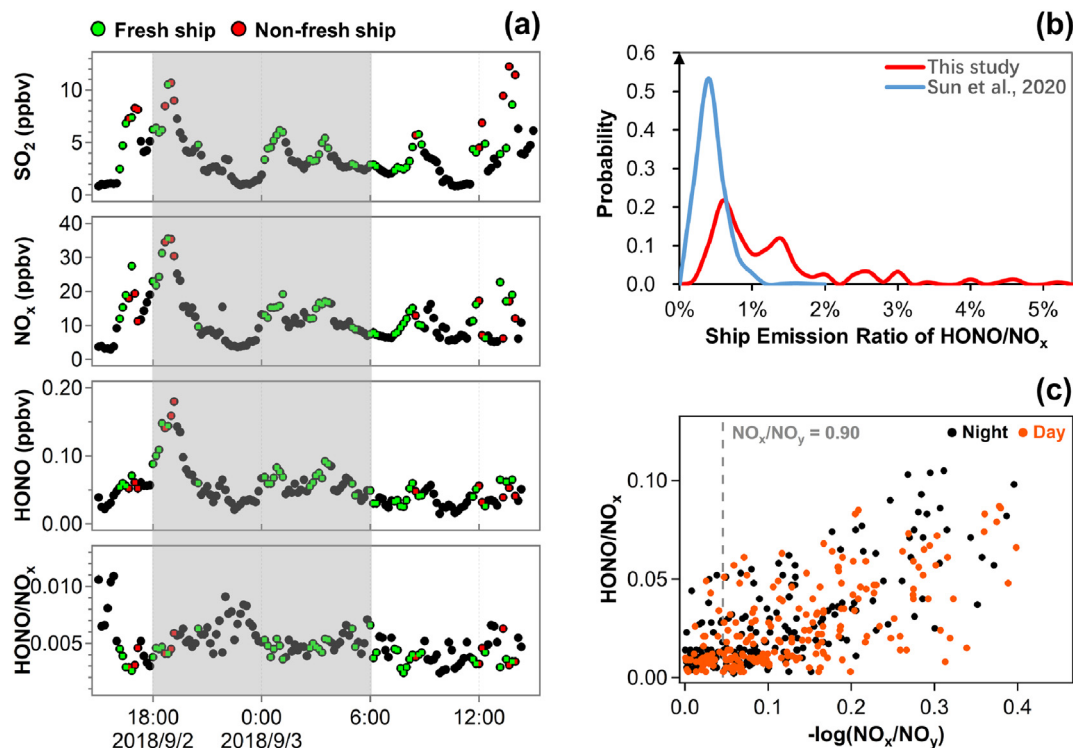 Fresh ship Non-fresh ship (a)
SO2 (ppbv)
10
5
0
NOx (ppbv)
40
30
20
10
0
HONO (ppbv)
0.20
0.10
0.00
HONO/NOx
0.010
0.005
18:00 0:00 6:00 12:00
2018/9/2 2018/9/3
(b)
Probability
0.6
0.5
0.4
0.3
0.2
0.1
0.0
This study
Sun et al., 2020
0% 1% 2% 3% 4% 5%
Ship Emission Ratio of HONO/NOx
(c)
NOx/NOy = 0.90
Night Day
HONO/NOx
0.10
0.05
0.00
0.0 0.1 0.2 0.3 0.4
-log(NOx/NOy)